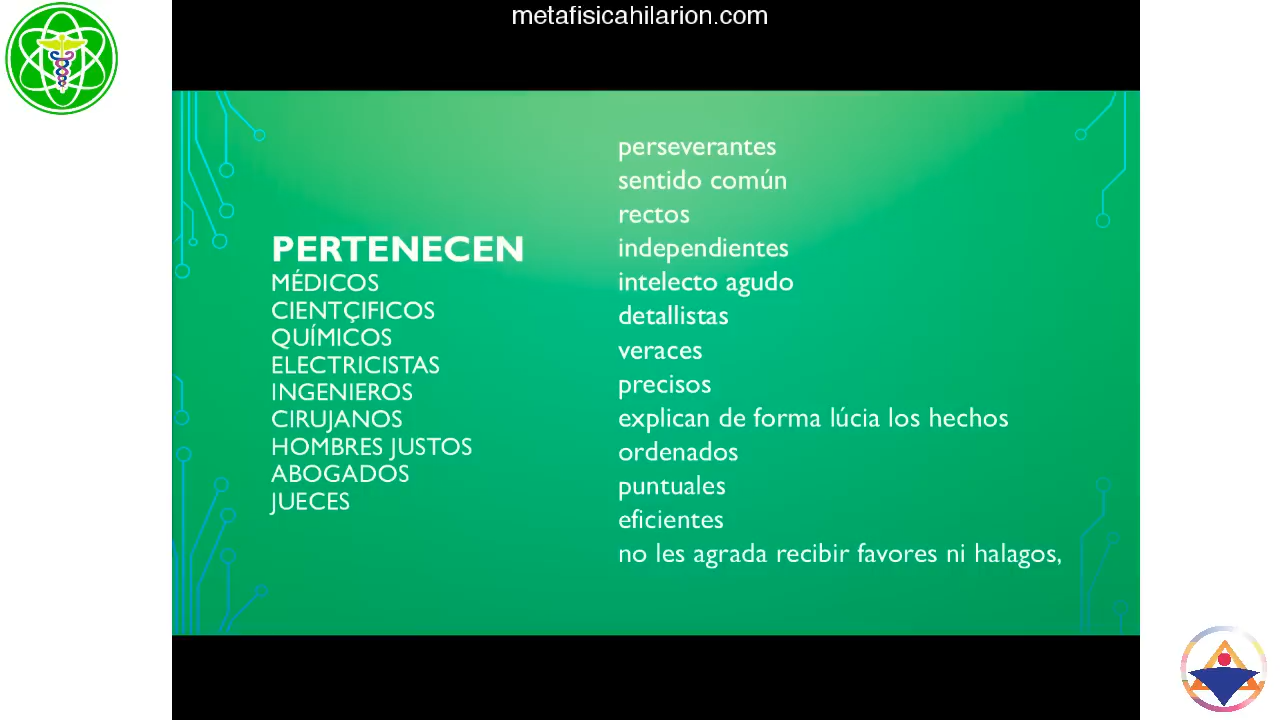 metafisicahilarion.com
PERTENECEN
MÉDICOS
CIENTÇIFICOS
QUÍMICOS
ELECTRICISTAS
INGENIEROS
CIRUJANOS
HOMBRES JUSTOS
ABOGADOS
JUECES
perseverantes
sentido común
rectos
independientes
intelecto agudo
detallistas
veraces
precisos
explican de forma lúcia los hechos
ordenados
puntuales
eficientes
no les agrada recibir favores ni halagos,